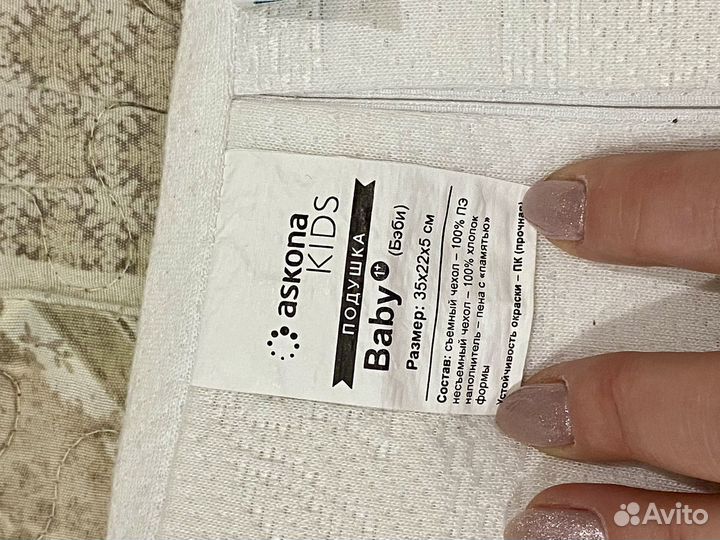 askona
KIDS
ПОДУШКА
Baby 1+ (Бэби)
Размер: 35х22х5 см
Состав: съемный чехол – 100% ПЭ
несъемный чехол – 100% хлопок
наполнитель – пена с «памятью»
формы
Устойчивость окраски – ПК (прочная)
Avito